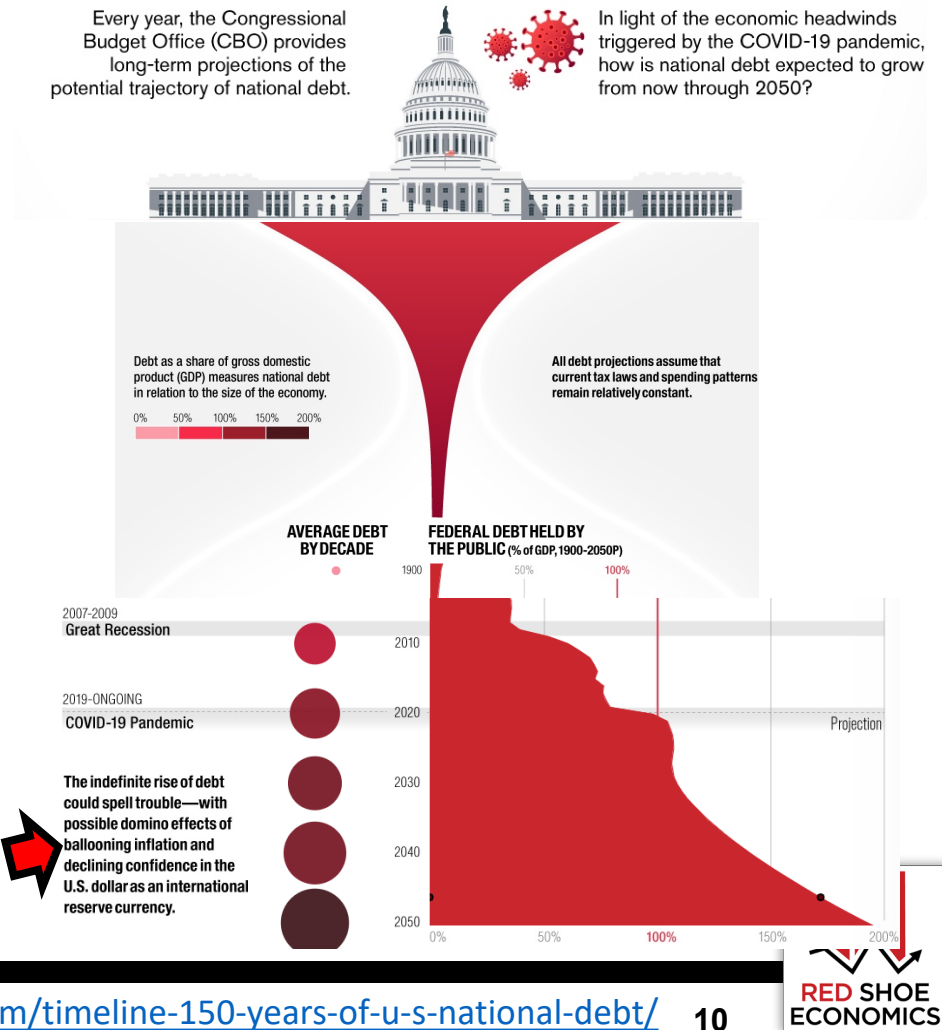 Every year, the Congressional
Budget Office (CBO) provides
long-term projections of the
potential trajectory of national debt.
In light of the economic headwinds
triggered by the COVID-19 pandemic,
how is national debt expected to grow
from now through 2050?
Debt as a share of gross domestic
product (GDP) measures national debt
in relation to the size of the economy.
0% 50% 100% 150% 200%
All debt projections assume that
current tax laws and spending patterns
remain relatively constant.
AVERAGE DEBT
BY DECADE
FEDERAL DEBT HELD BY
THE PUBLIC (% of GDP, 1900-2050P)
1900 50% 100%
2007-2009
Great Recession
2010
2019-ONGOING
COVID-19 Pandemic
2020
Projection
The indefinite rise of debt
could spell trouble—with
possible domino effects of
ballooning inflation and
declining confidence in the
U.S. dollar as an international
reserve currency.
2030
2040
2050
0% 50% 100% 150% 200%
m/timeline-150-years-of-u-s-national-debt/ 10
RED SHOE
ECONOMICS